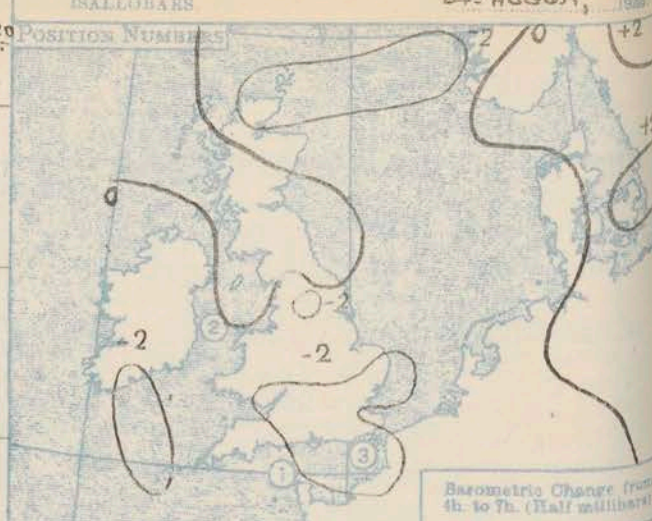 ISALLOBARS
AUGUST,
POSITION NUMBERS
-2
0
+2
0
-2
②
-2
-2
①
③
Barometric Change from
4h. to 7h. (Half millibars)